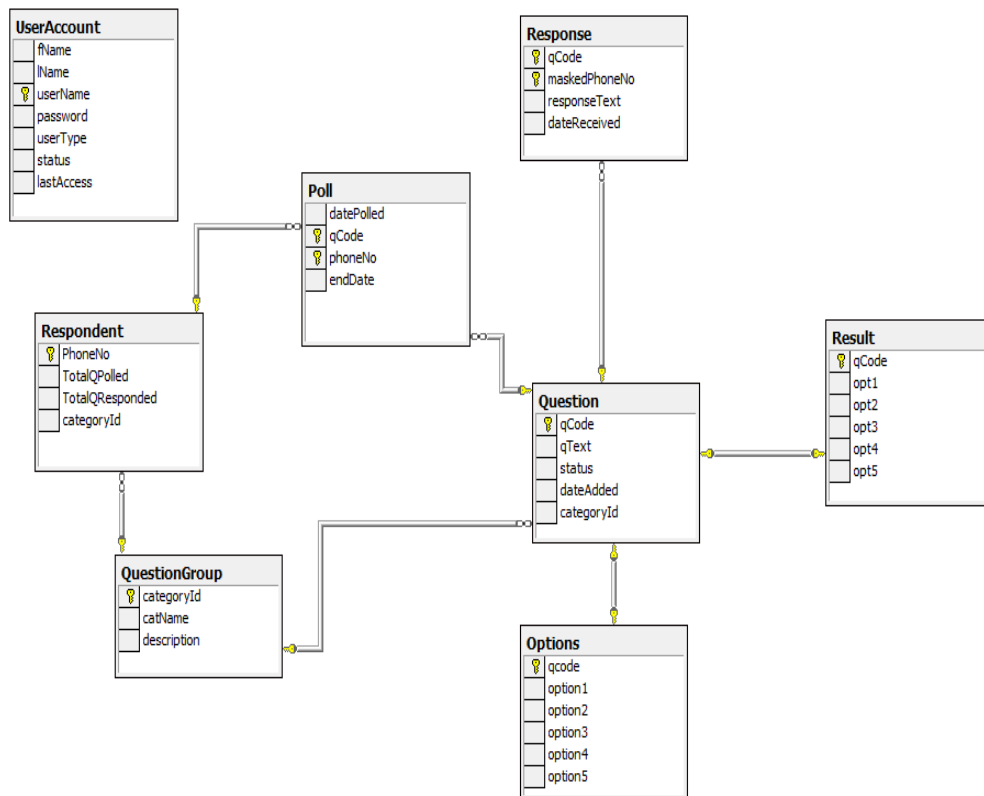 UserAccount
fName
lName
userName
password
userType
status
lastAccess
Response
qCode
maskedPhoneNo
responseText
dateReceived
Poll
datePolled
qCode
phoneNo
endDate
Respondent
PhoneNo
TotalQPolled
TotalQResponded
categoryId
Question
qCode
qText
status
dateAdded
categoryId
Result
qCode
opt1
opt2
opt3
opt4
opt5
QuestionGroup
categoryId
catName
description
Options
qcode
option1
option2
option3
option4
option5